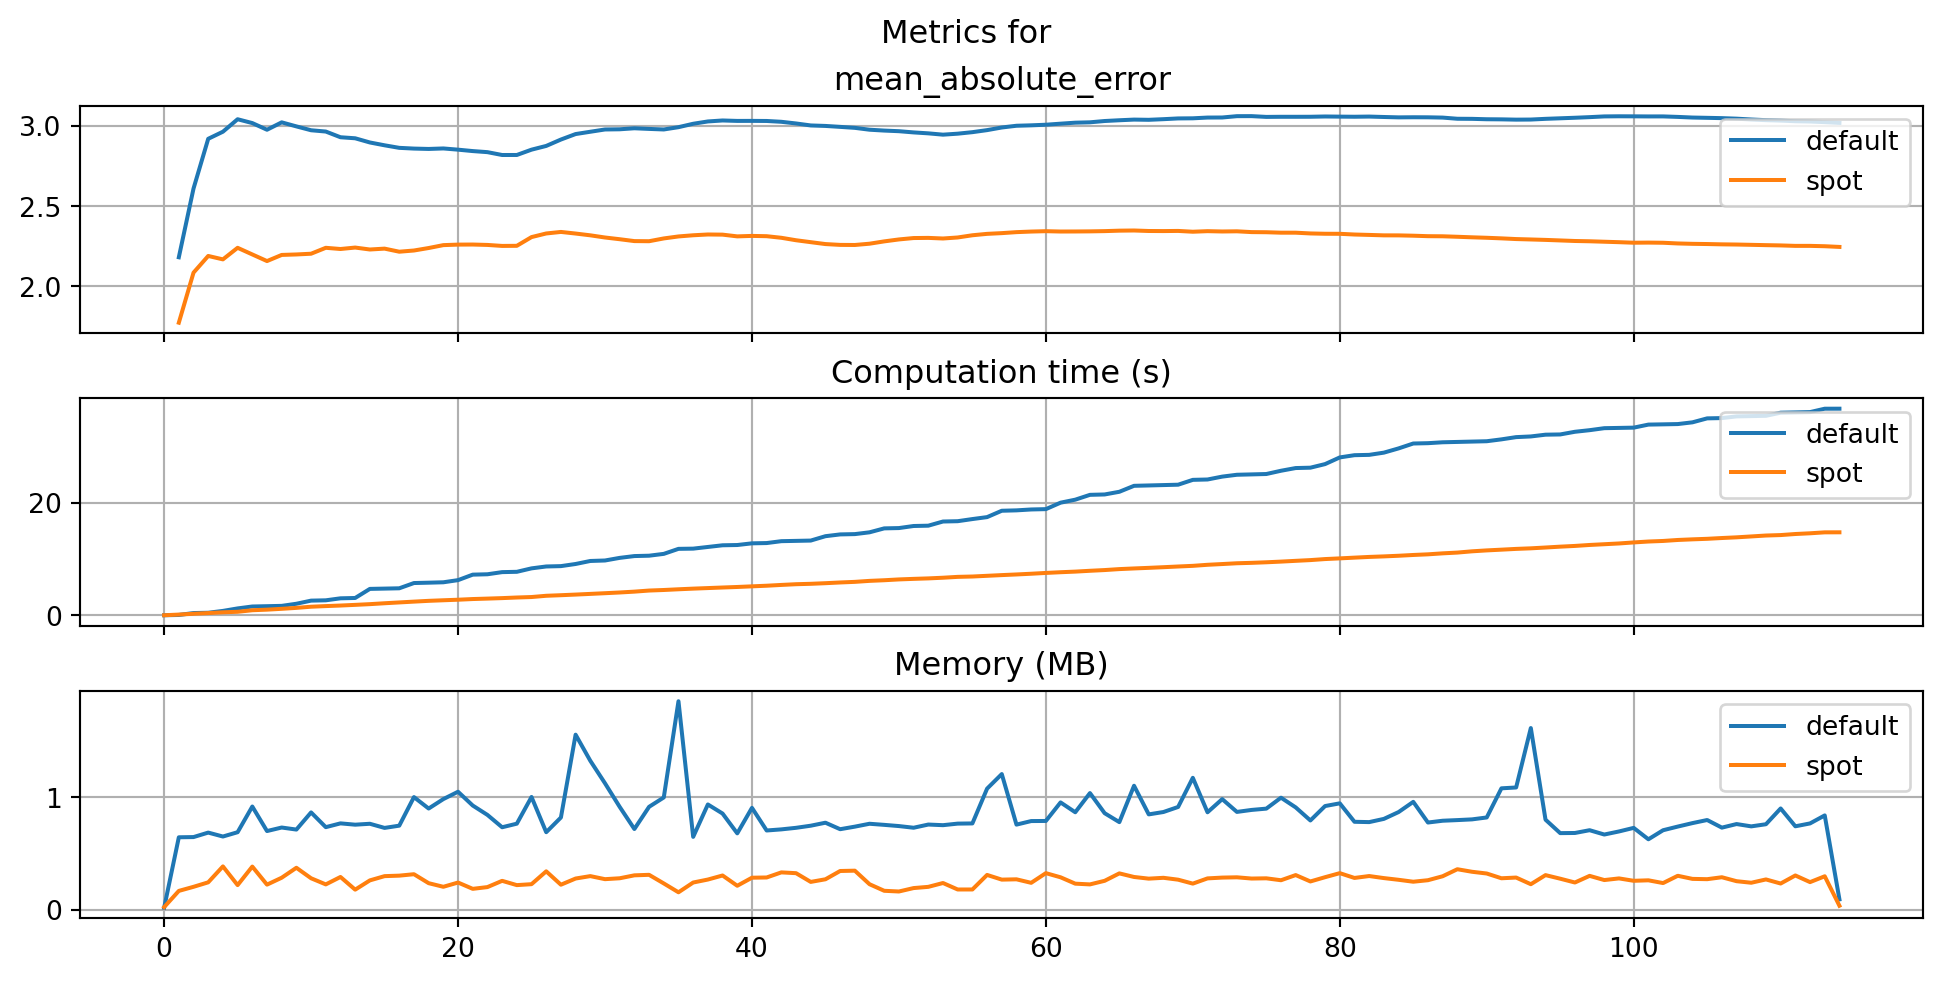 Metrics for
mean_absolute_error
3.0
2.5
2.0
default
spot
Computation time (s)
20
0
default
spot
Memory (MB)
1
0
default
spot
0 20 40 60 80 100